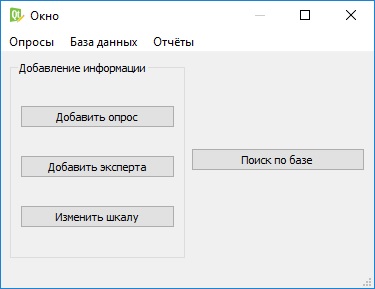 Окно
Опросы База данных Отчёты
Добавление информации
Добавить опрос
Добавить эксперта
Изменить шкалу
Поиск по базе